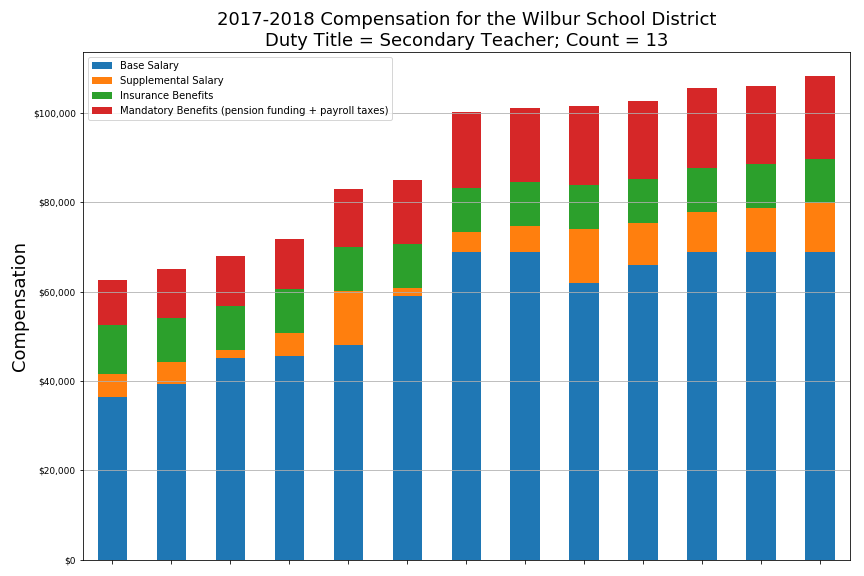 2017-2018 Compensation for the Wilbur School District
Duty Title = Secondary Teacher; Count = 13
Base Salary
Supplemental Salary
Insurance Benefits
Mandatory Benefits (pension funding + payroll taxes)
$100,000
$80,000
$60,000
$40,000
$20,000
$0
Compensation